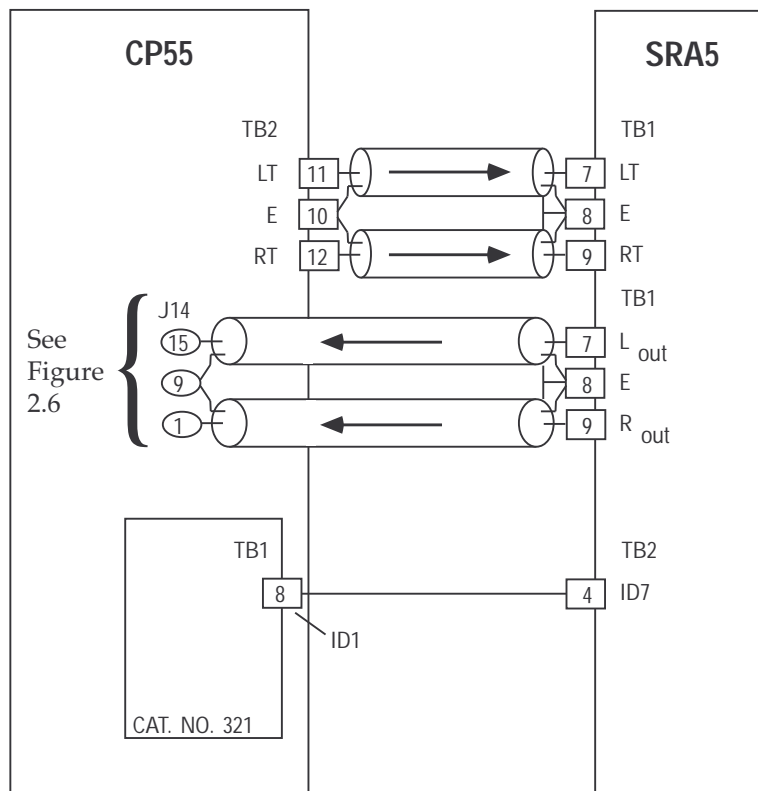 CP55
SRA5
TB2
TB1
LT 11 7 LT
E 10 8 E
RT 12 9 RT
TB1
J14
See
Figure
2.6
15 7 L out
9 8 E
1 9 R out
TB1
TB2
8 4 ID7
ID1
CAT. NO. 321